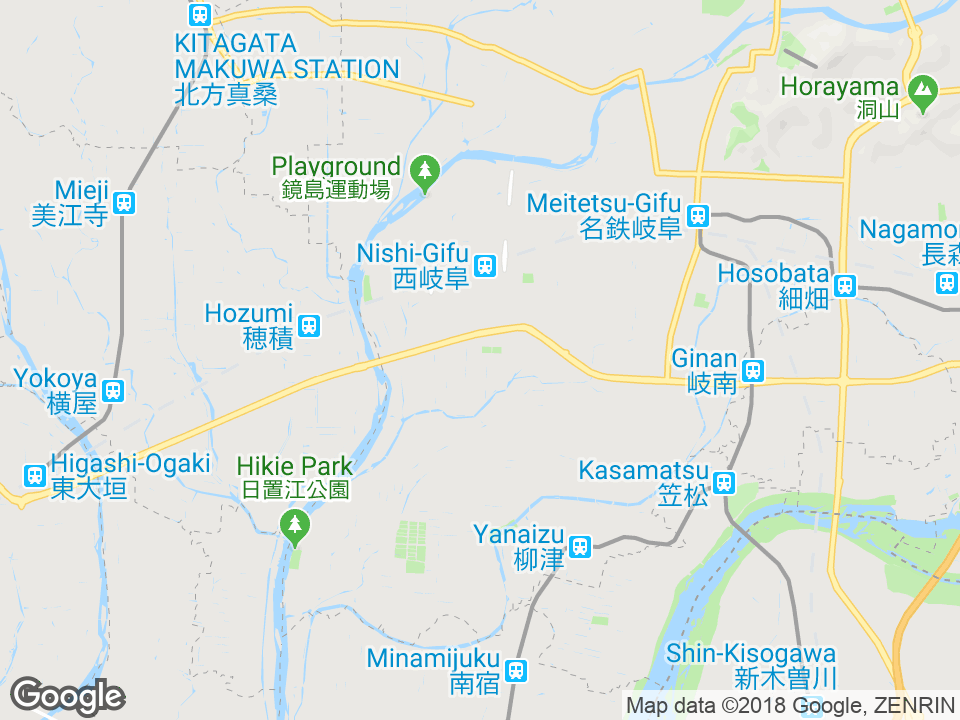 KITAGATA
MAKUWA STATION
北方真桑
Horayama
洞山
Playground
鏡島運動場
Mieji
美江寺
Meitetsu-Gifu
名鉄岐阜
Nagamor
長森
Nishi-Gifu
西岐阜
Hosobata
細畑
Hozumi
穂積
Ginan
岐南
Yokoya
横屋
Higashi-Ogaki
東大垣
Hikie Park
日置江公園
Kasamatsu
笠松
Yanaizu
柳津
Minamijuku
南宿
Shin-Kisogawa
新木曽川
Google
Map data ©2018 Google, ZENRIN